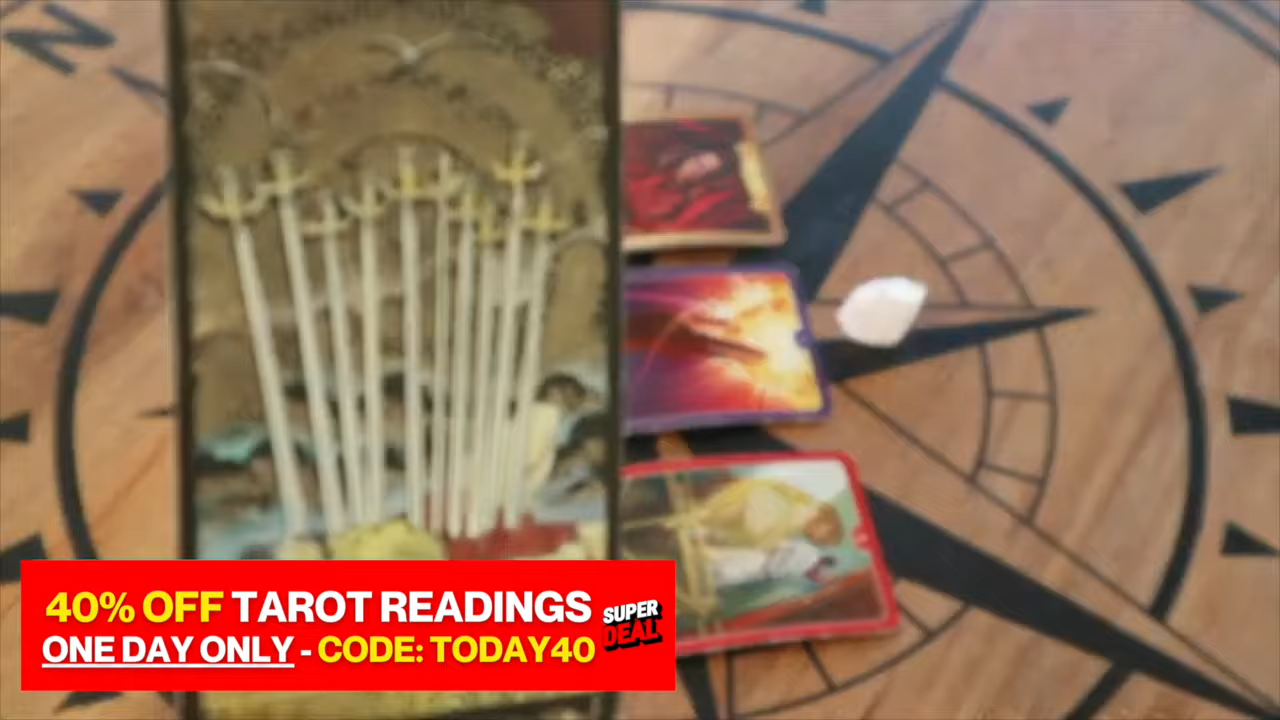 N
40% OFF TAROT READINGS
ONE DAY ONLY - CODE: TODAY40
SUPER
DEAL